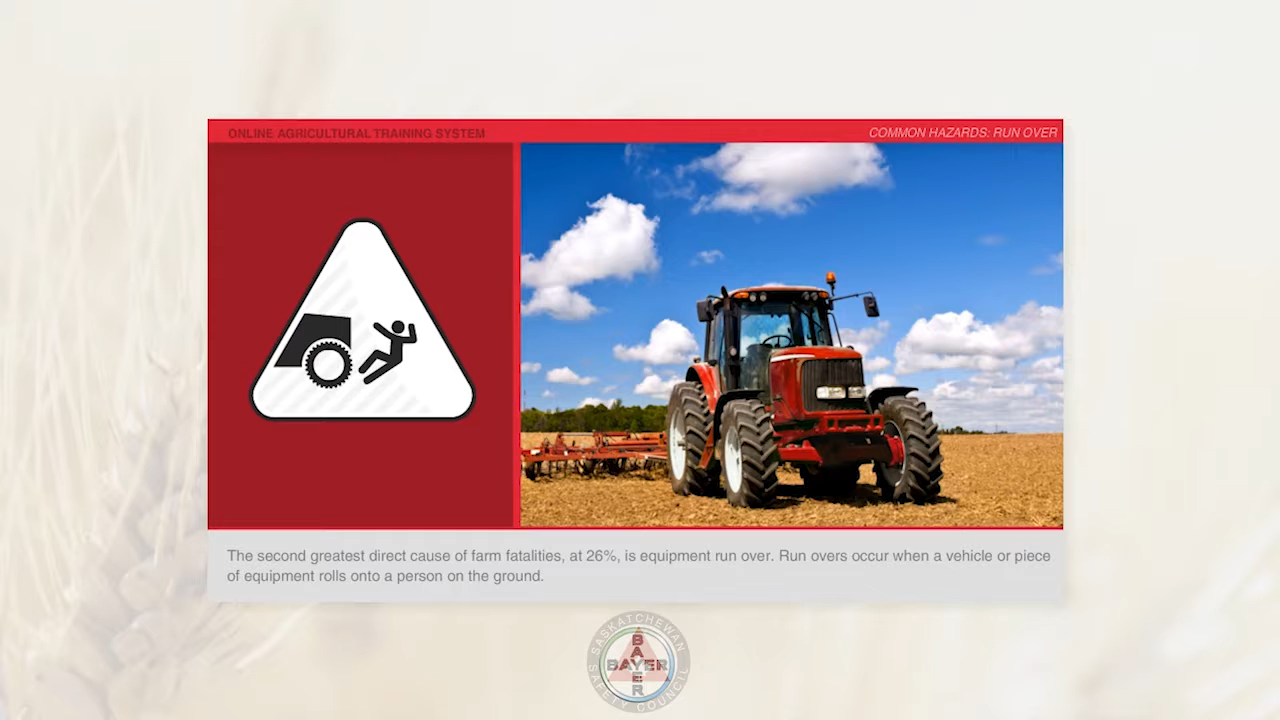 ONLINE AGRICULTURAL TRAINING SYSTEM
COMMON HAZARDS: RUN OVER
The second greatest direct cause of farm fatalities, at 26%, is equipment run over. Run overs occur when a vehicle or piece
of equipment rolls onto a person on the ground.
SASKATCHEWAN
BAYER
BAYER
SAFETY COUNCIL